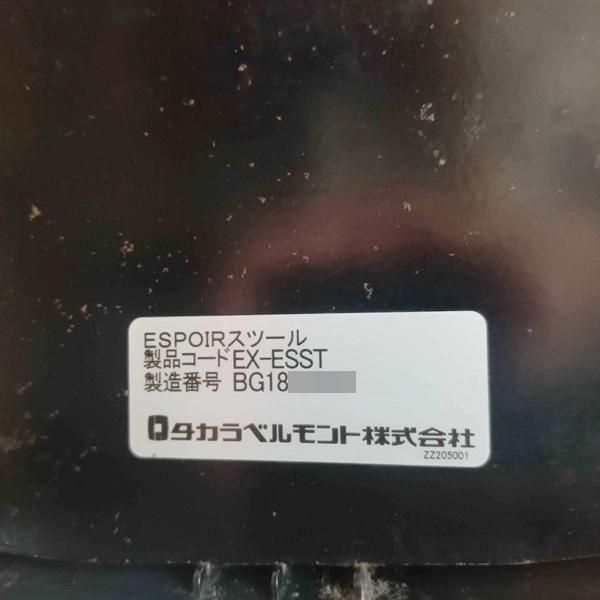 ESPOIRスツール
製品コードEX-ESST
製造番号 BG18
タカラベルモント株式会社
ZZ205001